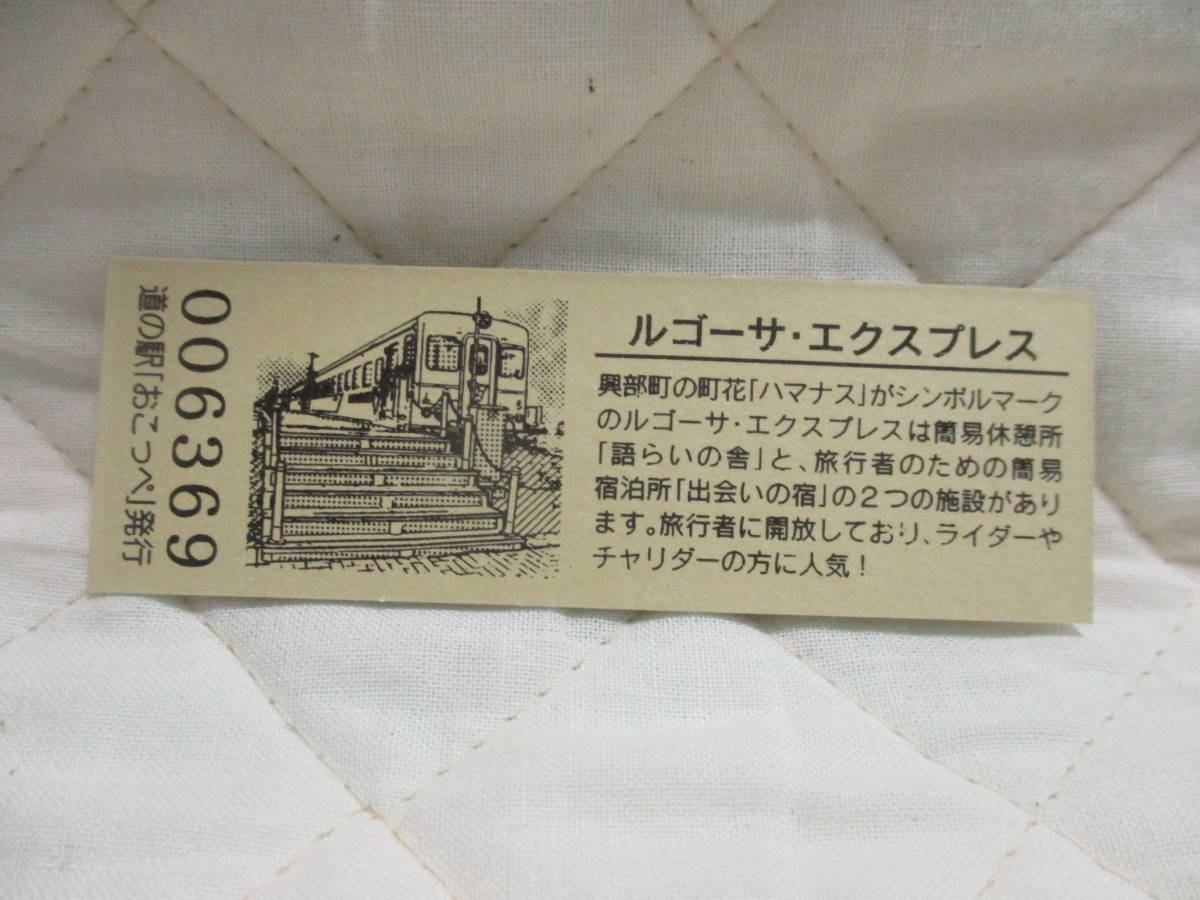 ルゴーサ・エクスプレス
興部町の町花「ハマナス」がシンボルマーク
のルゴーサ・エクスプレスは簡易休憩所
「語らいの舎」と、旅行者のための簡易
宿泊所「出会いの宿」の2つの施設があり
ます。旅行者に開放しており、ライダーや
チャリダーの方に人気！
006369
道の駅「おこっぺ」発行